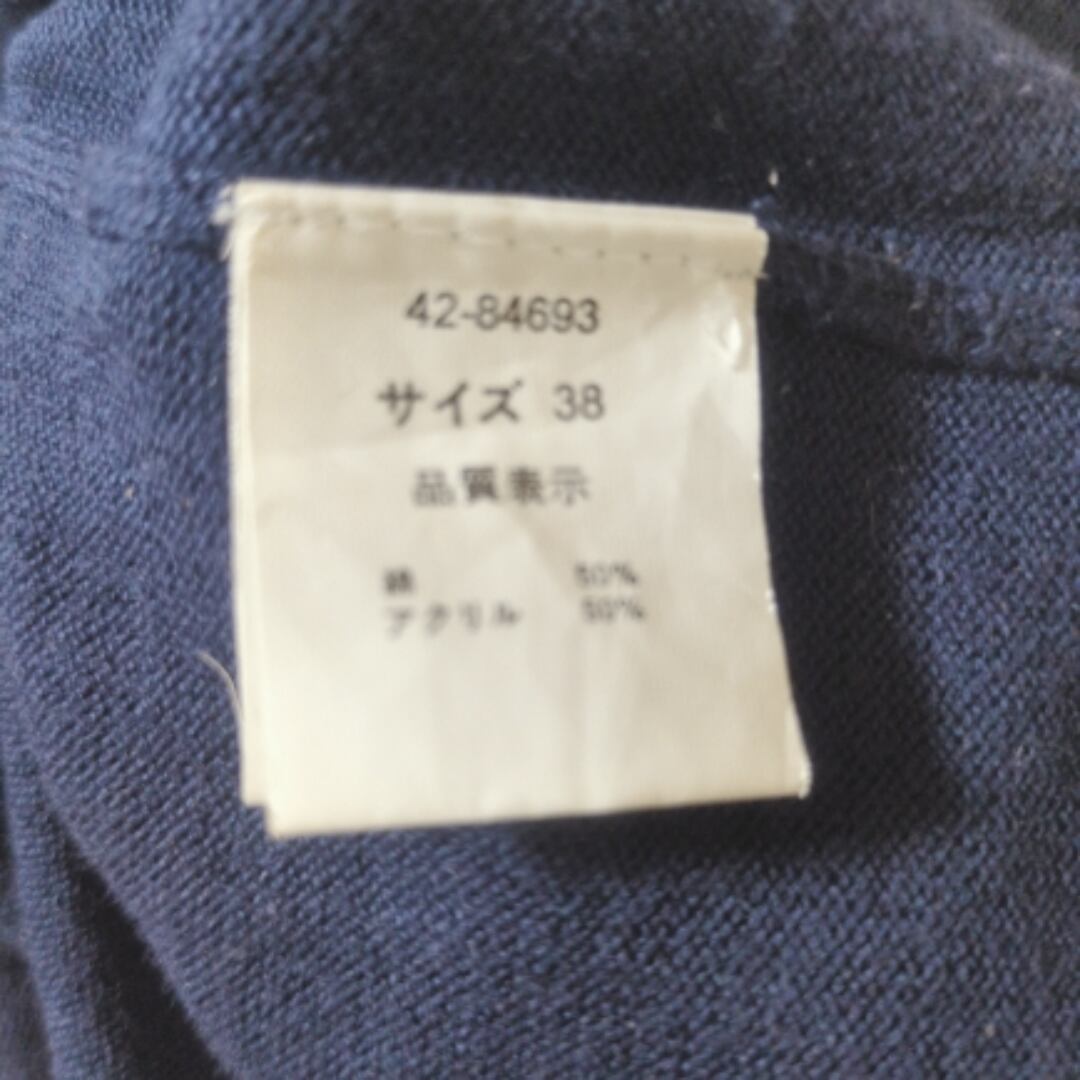 42-84693
サイズ 38
品質表示
綿 50%
アクリル 50%